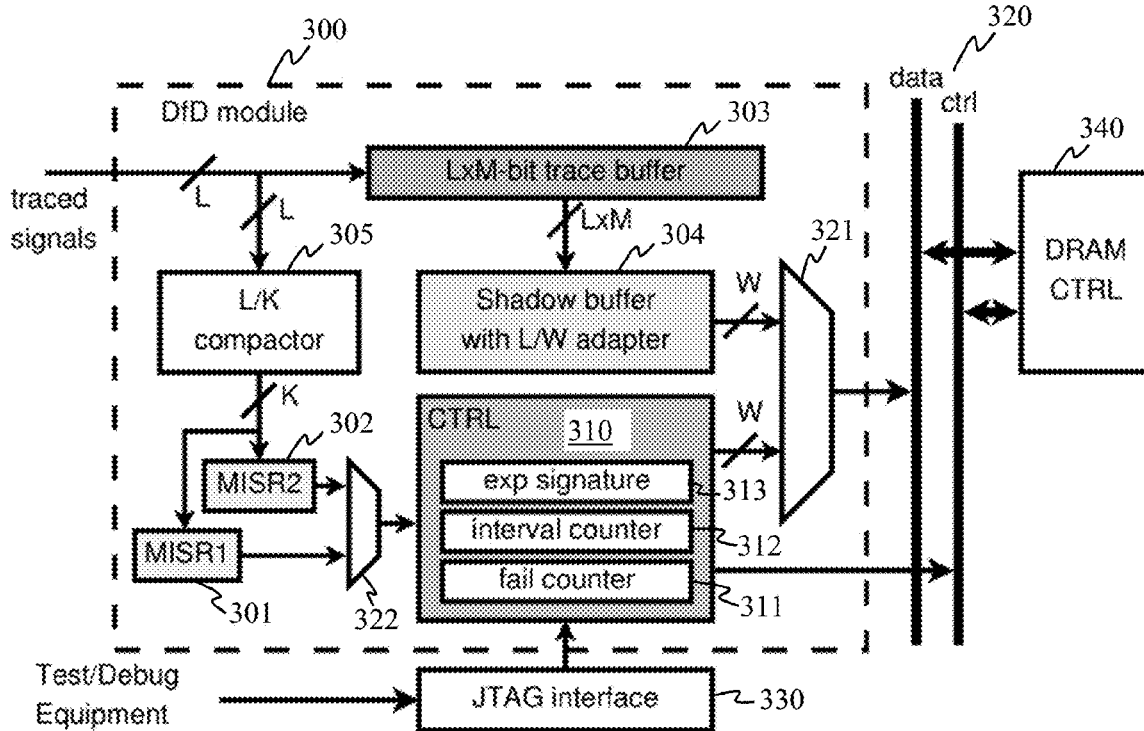 300
320
data
ctrl
DfD module
303
340
LxM-bit trace buffer
L
traced
signals
L
LxM
305
304
321
DRAM
CTRL
L/K
compactor
Shadow buffer
with L/W adapter
W
K
302
CTRL
310
W
MISR2
exp signature
313
MISR1
interval counter
312
301
322
fail counter
311
Test/Debug
Equipment
JTAG interface
330